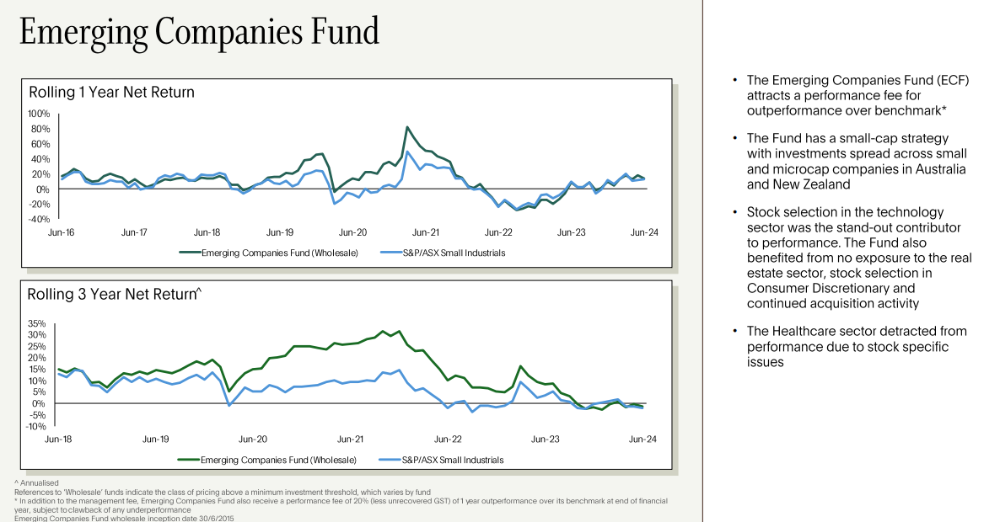 Emerging Companies Fund
Rolling 1 Year Net Return
100%
80%
60%
40%
20%
0%
-20%
-40%
Jun-16 Jun-17 Jun-18 Jun-19 Jun-20 Jun-21 Jun-22 Jun-23 Jun-24
Emerging Companies Fund (Wholesale) S&P/ASX Small Industrials
Rolling 3 Year Net Return^
35%
30%
25%
20%
15%
10%
5%
0%
-5%
-10%
Jun-18 Jun-19 Jun-20 Jun-21 Jun-22 Jun-23 Jun-24
Emerging Companies Fund (Wholesale) S&P/ASX Small Industrials
^ Annualised
References to 'Wholesale' funds indicate the class of pricing above a minimum investment threshold, which varies by fund
* In addition to the management fee, Emerging Companies Fund also receive a performance fee of 20% (less unrecovered GST) of 1 year outperformance over its benchmark at end of financial
year, subject to clawback of any underperformance
Emerging Companies Fund wholesale inception date 30/6/2015
• The Emerging Companies Fund (ECF)
attracts a performance fee for
outperformance over benchmark*
• The Fund has a small-cap strategy
with investments spread across small
and microcap companies in Australia
and New Zealand
• Stock selection in the technology
sector was the stand-out contributor
to performance. The Fund also
benefited from no exposure to the real
estate sector, stock selection in
Consumer Discretionary and
continued acquisition activity
• The Healthcare sector detracted from
performance due to stock specific
issues